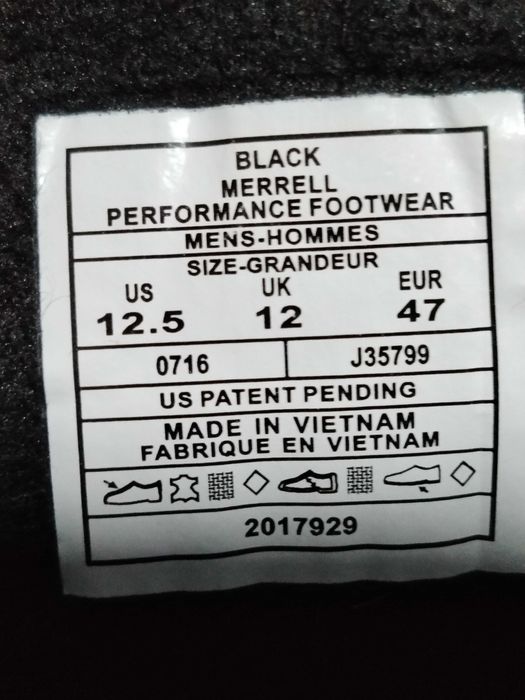 BLACK
MERRELL
PERFORMANCE FOOTWEAR
MENS-HOMMES
SIZE-GRANDEUR
US UK EUR
12.5 12 47
0716 J35799
US PATENT PENDING
MADE IN VIETNAM
FABRIQUE EN VIETNAM
2017929